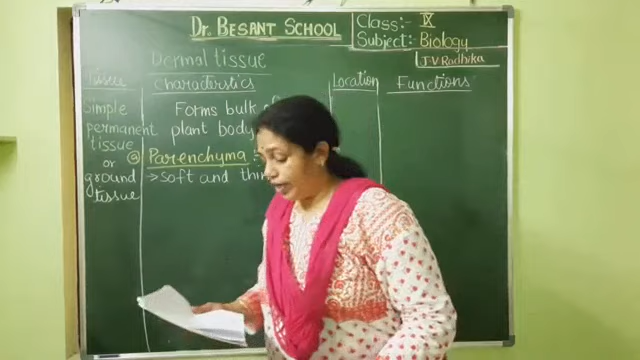 Dr. Besant School
Class:- IX
Subject:- Biology
J.V Radhika
Dermal tissue
Tissue
Characteristics
Location
Functions
Simple
permanent
tissue
or
ground
tissue
Forms bulk of
plant body
@ Parenchyma :-
→ Soft and thin